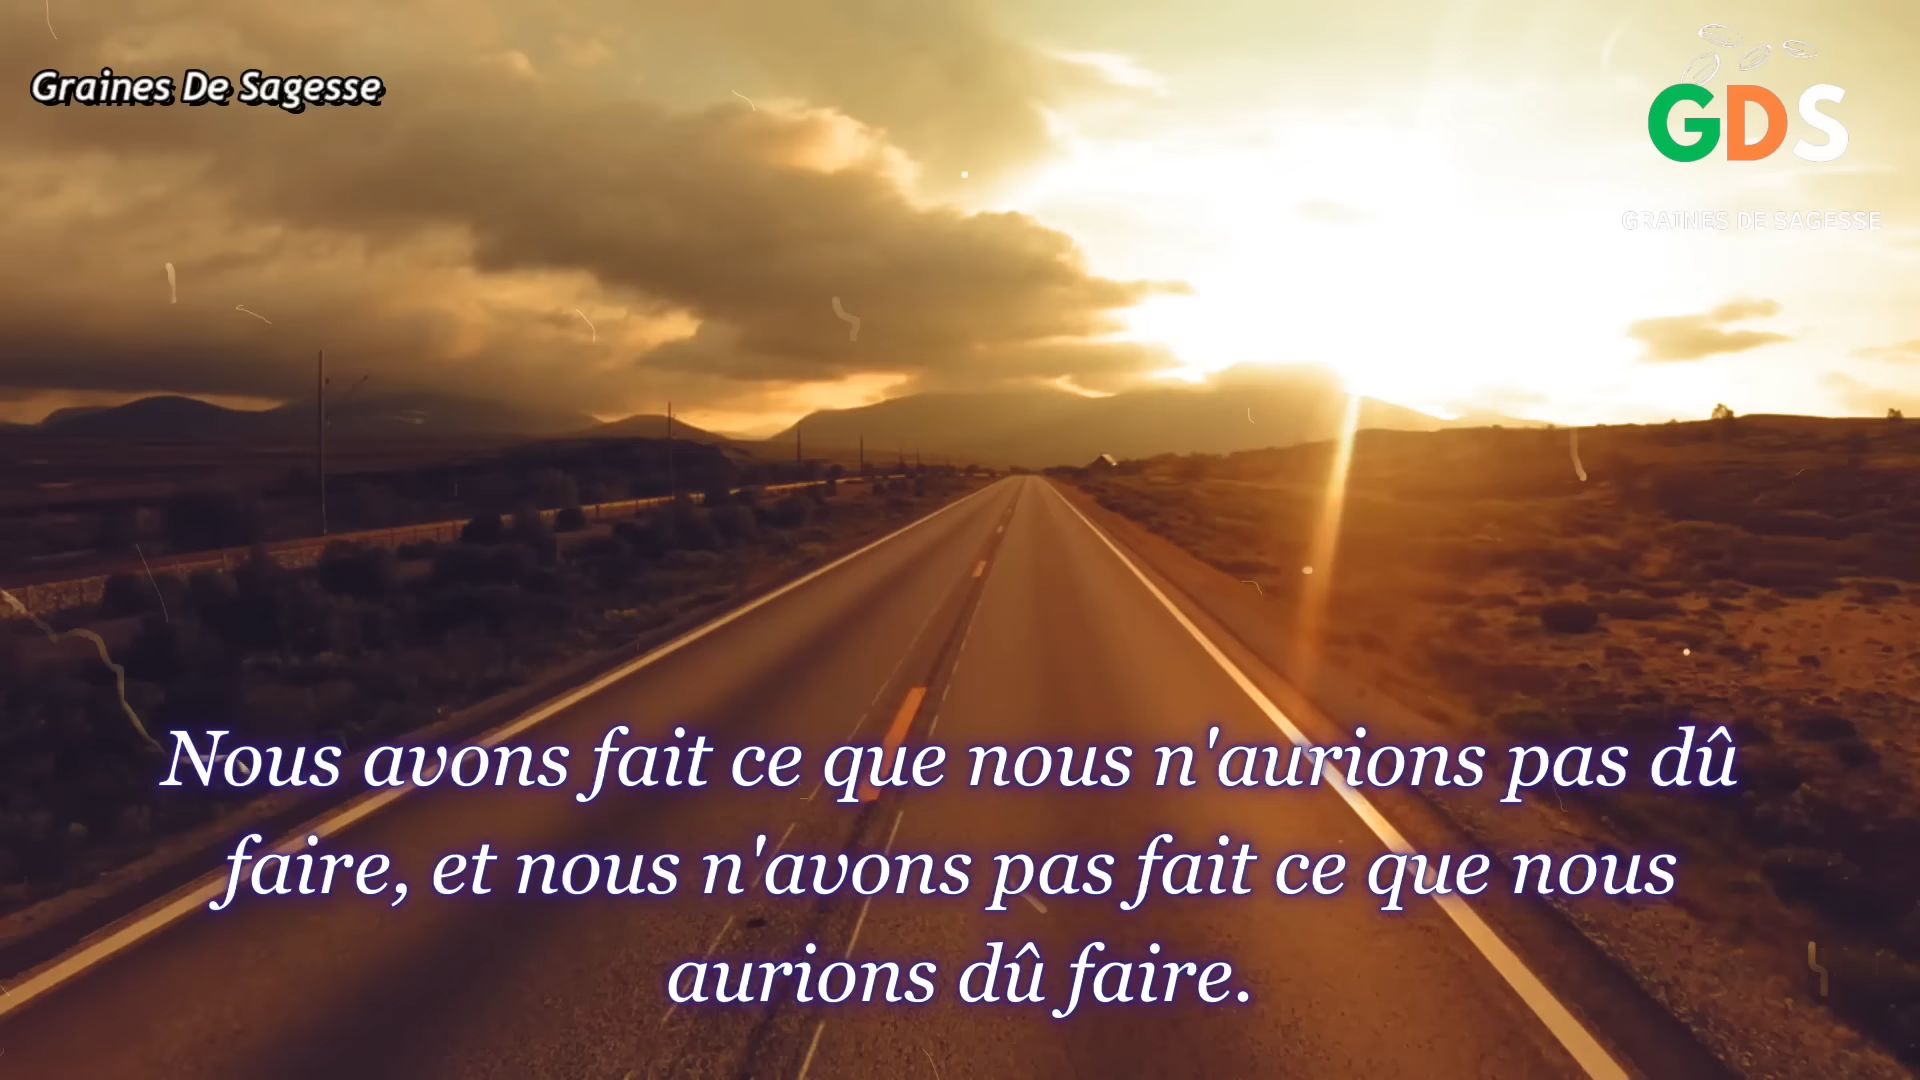 Graines De Sagesse
GDS
GRAINES DE SAGESSE
Nous avons fait ce que nous n'aurions pas dû
faire, et nous n'avons pas fait ce que nous
aurions dû faire.